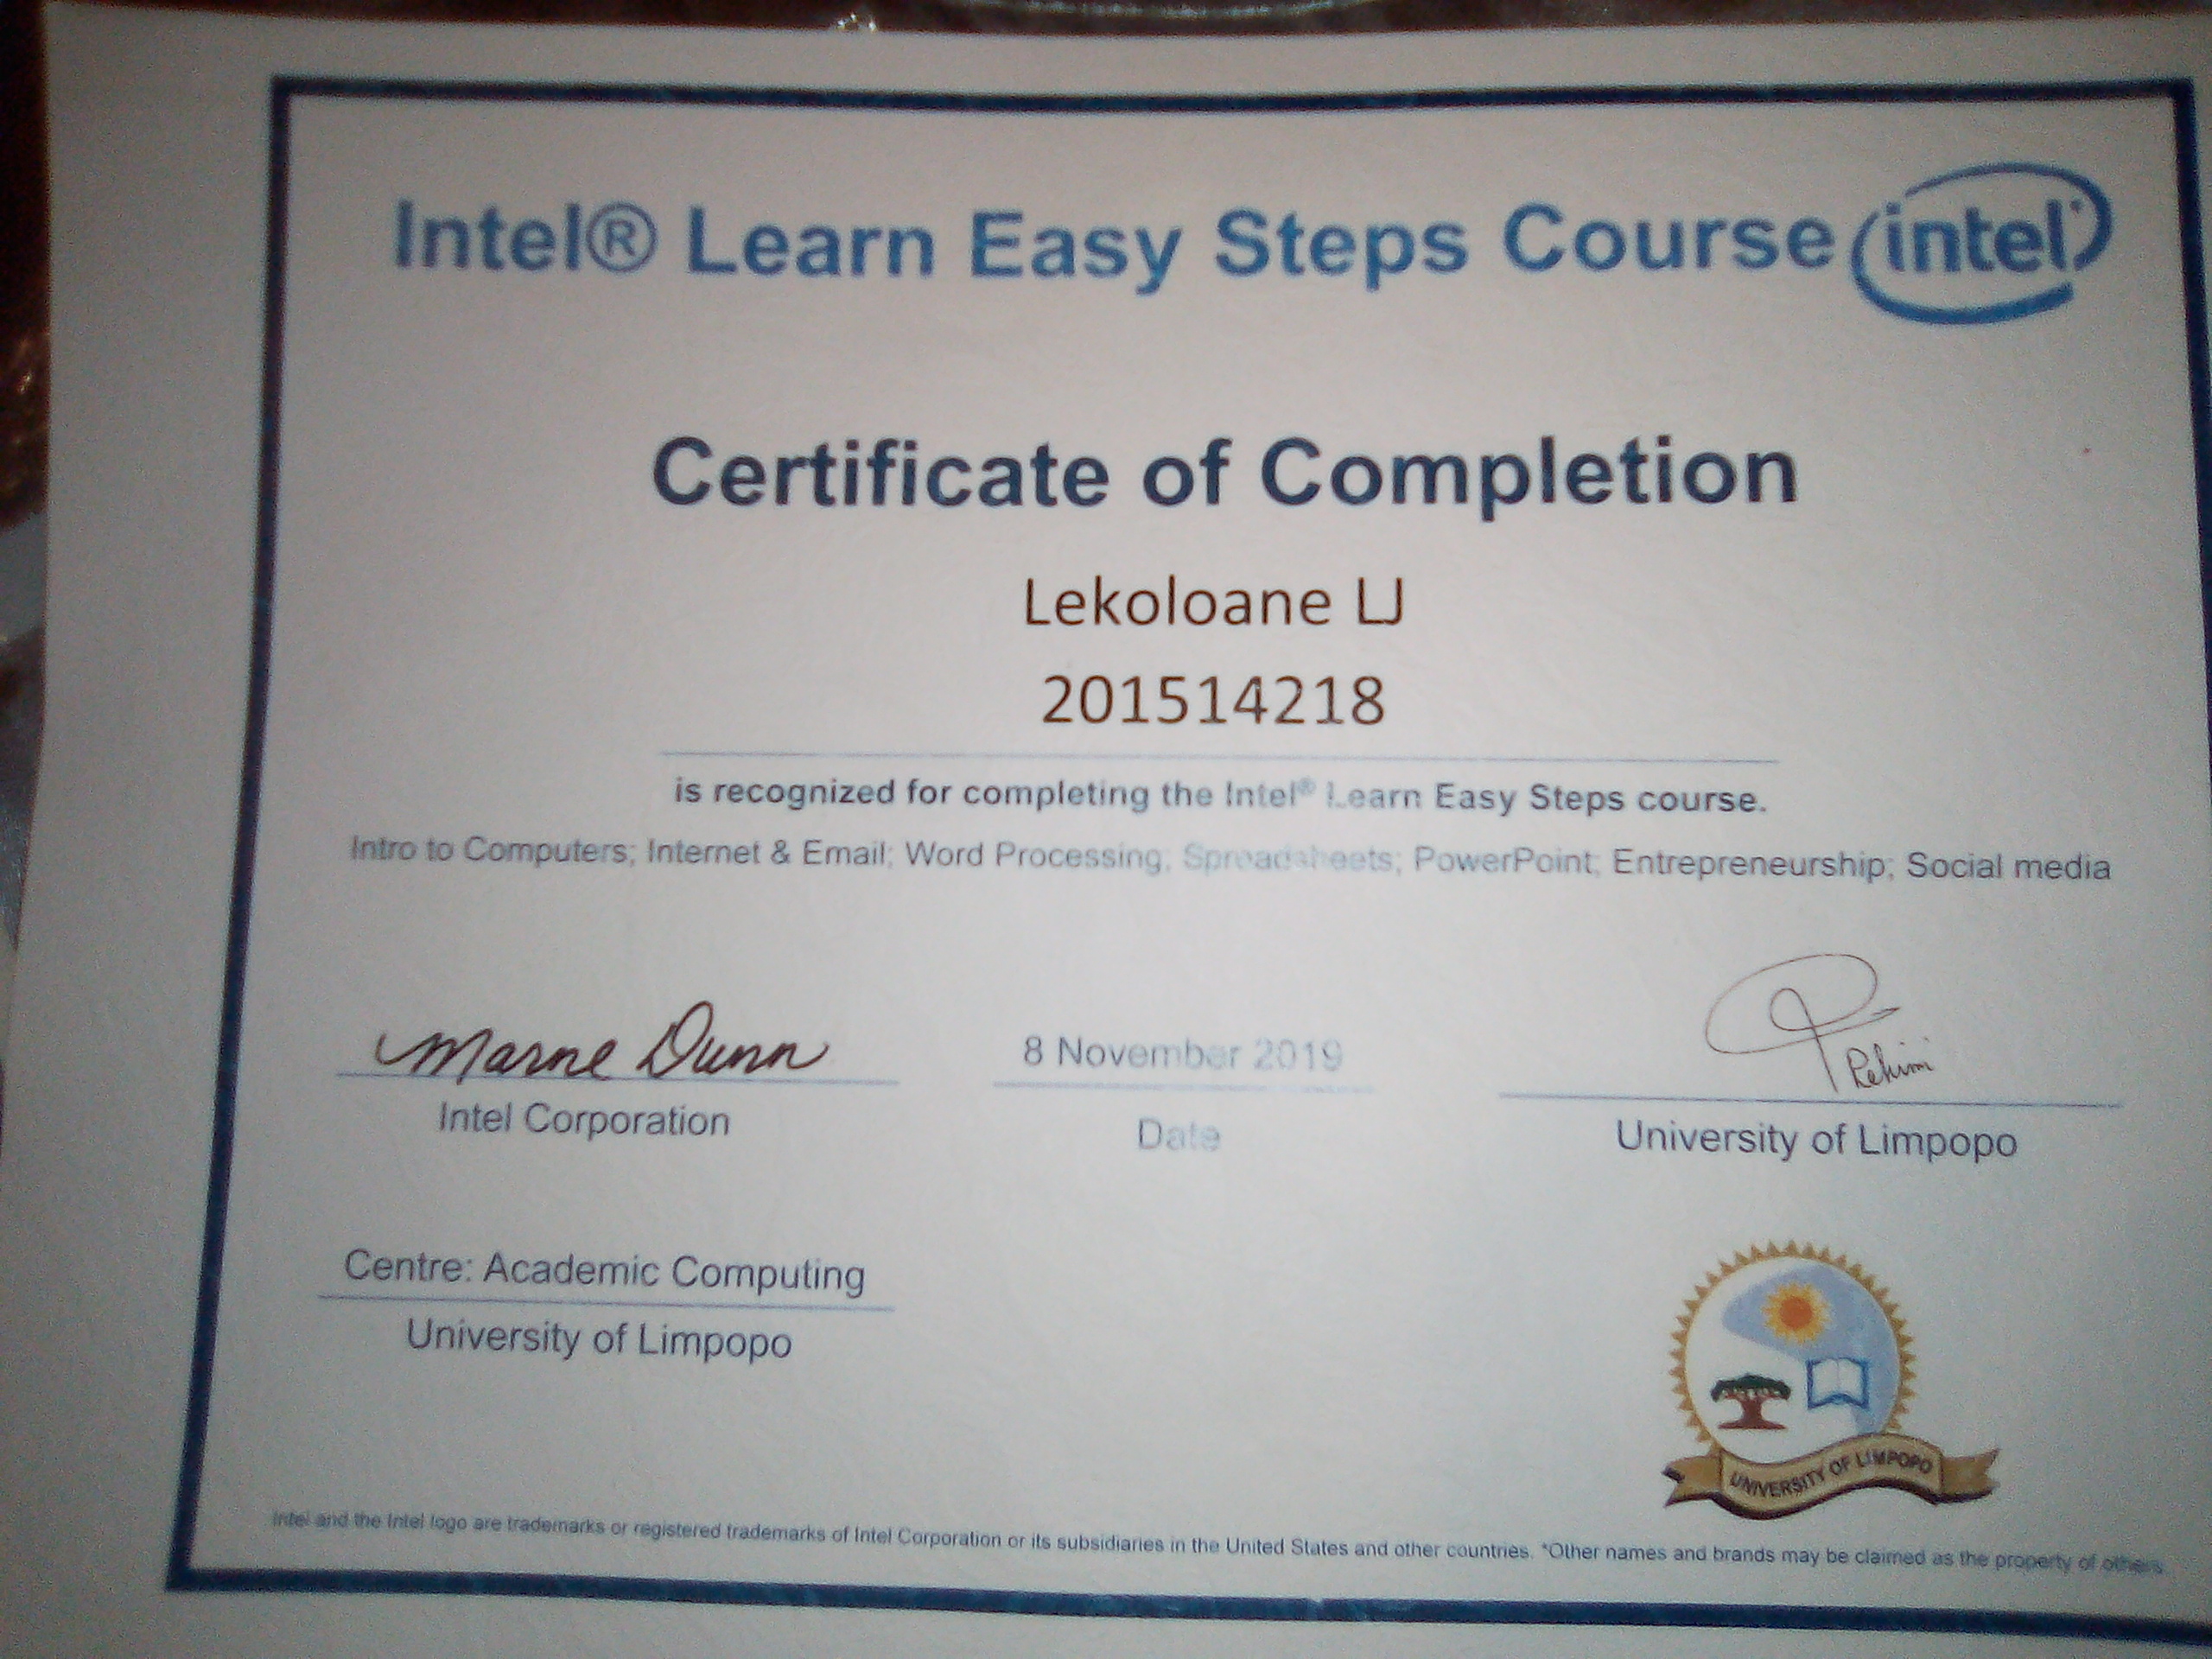 Intel® Learn Easy Steps Course
intel
Certificate of Completion
Lekoloane LJ
201514218
is recognized for completing the Intel® Learn Easy Steps course.
Intro to Computers; Internet & Email; Word Processing; Spreadsheets; PowerPoint; Entrepreneurship; Social media
Marne Dunn
8 November 2019
Intel Corporation
Date
University of Limpopo
Centre: Academic Computing
University of Limpopo
UNIVERSITY OF LIMPOPO
Intel and the Intel logo are trademarks or registered trademarks of Intel Corporation or its subsidiaries in the United States and other countries. *Other names and brands may be claimed as the property of others